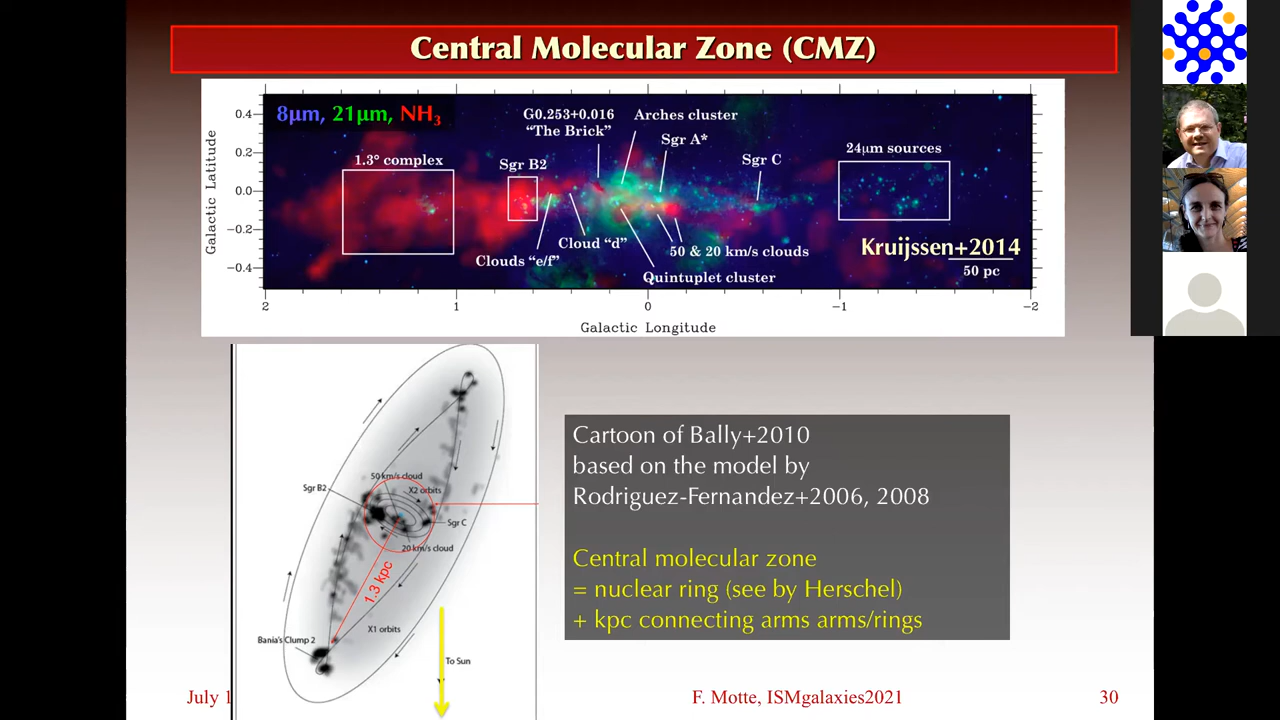 Central Molecular Zone (CMZ)
8μm, 21μm, NH3
G0.253+0.016
"The Brick"
Arches cluster
Sgr A*
1.3° complex
Sgr B2
Sgr C
24μm sources
Cloud "d"
Clouds "e/f"
50 & 20 km/s clouds
Quintuplet cluster
Kruijssen+2014
50 pc
Galactic Latitude
0.4
0.2
0.0
−0.2
−0.4
2
1
0
−1
−2
Galactic Longitude
50 km/s cloud
Sgr B2
X2 orbits
Sgr C
20 km/s cloud
1.3 kpc
X1 orbits
Bania's Clump 2
To Sun
Cartoon of Bally+2010
based on the model by
Rodriguez-Fernandez+2006, 2008
Central molecular zone
= nuclear ring (see by Herschel)
+ kpc connecting arms arms/rings
July 1
F. Motte, ISMgalaxies2021
30